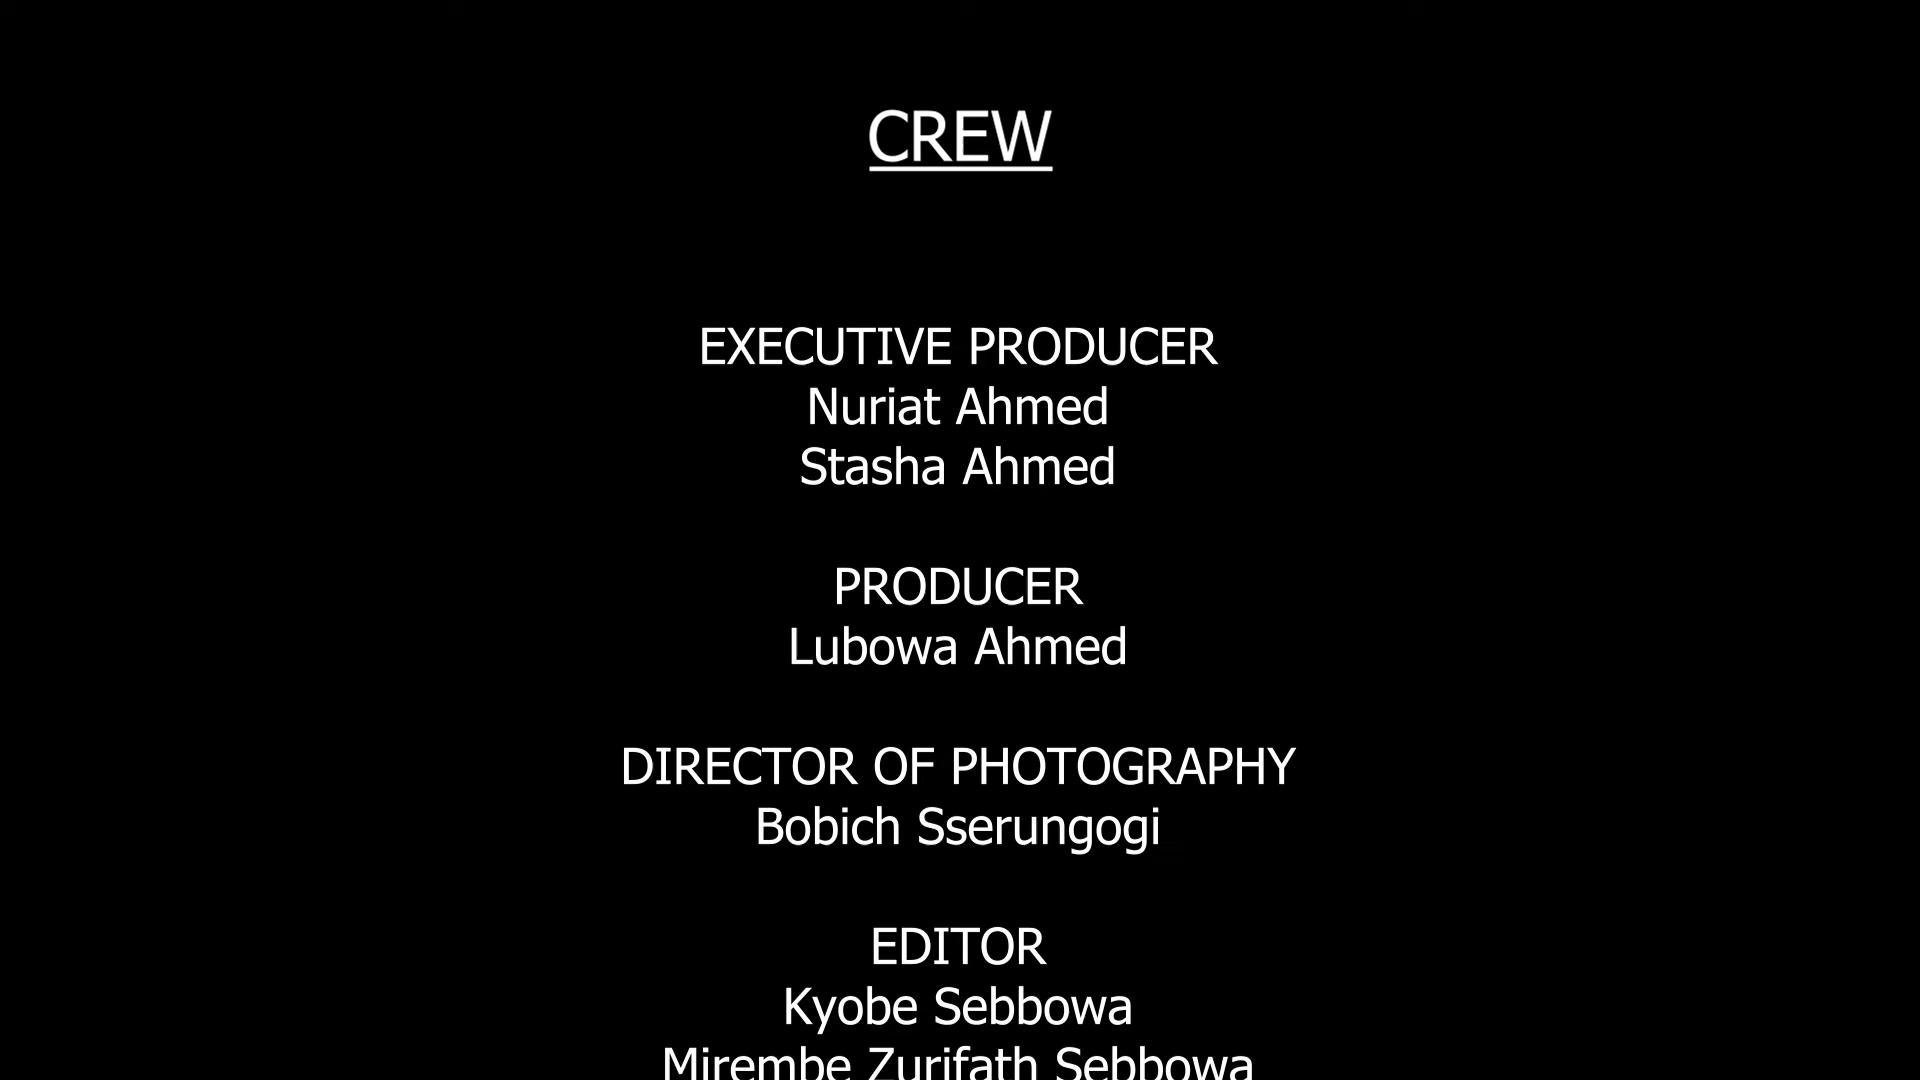 CREW
EXECUTIVE PRODUCER
Nuriat Ahmed
Stasha Ahmed
PRODUCER
Lubowa Ahmed
DIRECTOR OF PHOTOGRAPHY
Bobich Sserungogi
EDITOR
Kyobe Sebbowa
Mirembe Zurifath Sebbowa